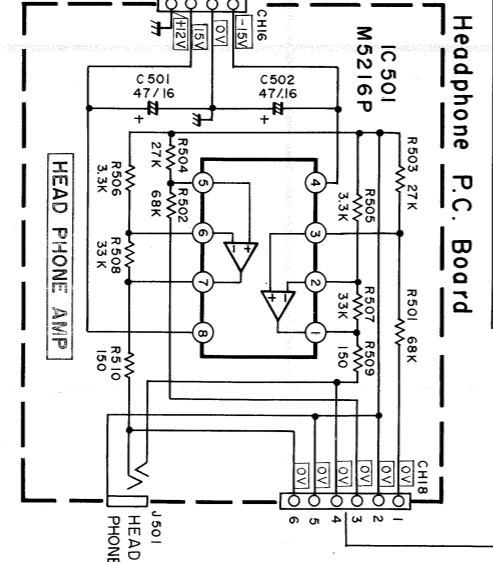 Headphone P.C. Board
CH16
+12V
15V
0V
-15V
IC 501
M5216P
C501
47/16
+
C502
47/16
+
R504
27K
R502
68K
R506
3.3K
R508
33K
R510
150
R503
27K
R505
3.3K
R501
68K
R507
33K
R509
150
5
6
7
8
4
3
2
+
-
+
-
HEAD PHONE AMP
CH18
0V
0V
0V
0V
0V
0V
1
2
3
4
5
6
J501
HEAD
PHONE